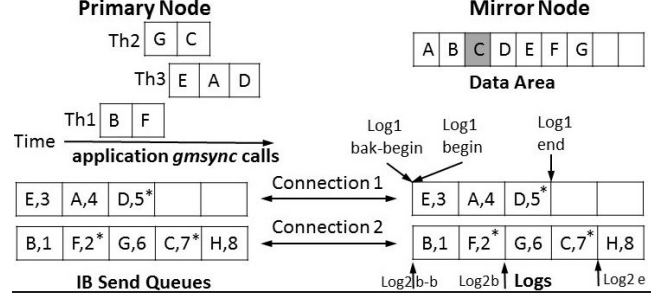 Primary Node
Mirror Node
Th2 G C
A B C D E F G
Th3 E A D
Data Area
Th1 B F
Time
application gmsync calls
Log1 bak-begin
Log1 begin
Log1 end
E,3 A,4 D,5*
Connection 1
E,3 A,4 D,5*
B,1 F,2* G,6 C,7* H,8
Connection 2
B,1 F,2* G,6 C,7* H,8
IB Send Queues
Log2 b-b
Log2b
Logs
Log2 e